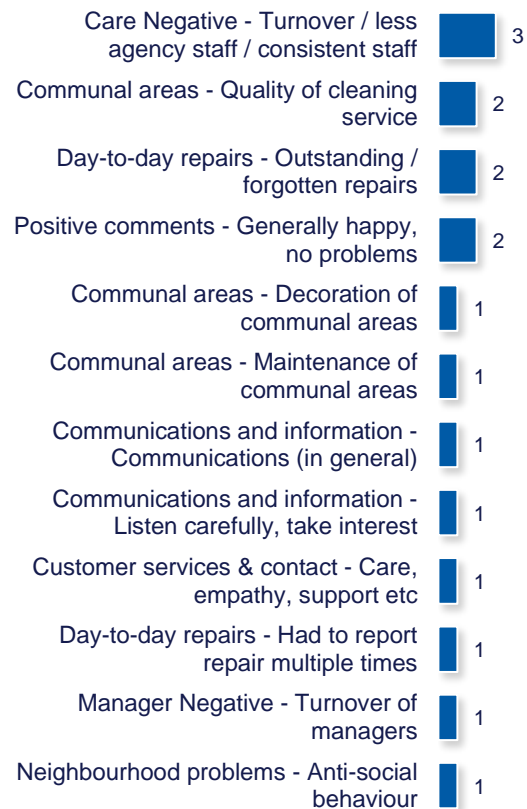 Care Negative - Turnover / less
agency staff / consistent staff
3
Communal areas - Quality of cleaning
service
2
Day-to-day repairs - Outstanding /
forgotten repairs
2
Positive comments - Generally happy,
no problems
2
Communal areas - Decoration of
communal areas
1
Communal areas - Maintenance of
communal areas
1
Communications and information -
Communications (in general)
1
Communications and information -
Listen carefully, take interest
1
Customer services & contact - Care,
empathy, support etc
1
Day-to-day repairs - Had to report
repair multiple times
1
Manager Negative - Turnover of
managers
1
Neighbourhood problems - Anti-social
behaviour
1